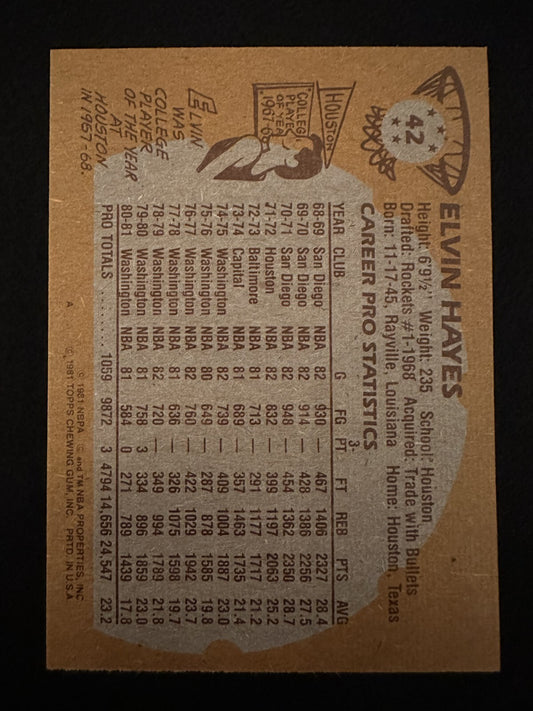 42
ELVIN HAYES
Height: 6'9½" Weight: 235 School: Houston
Drafted: Rockets #1-1968 Acquired: Trade with Bullets
Born: 11-17-45, Rayville, Louisiana Home: Houston, Texas
CAREER PRO STATISTICS
YEAR CLUB G FG 3-PT. FT REB PTS AVG
68-69 San Diego NBA 82 930 — 467 1406 2327 28.4
69-70 San Diego NBA 82 914 — 428 1386 2256 27.5
70-71 San Diego NBA 82 948 — 454 1362 2350 28.7
71-72 Houston NBA 82 832 — 399 1197 2063 25.2
72-73 Baltimore NBA 81 713 — 291 1177 1717 21.2
73-74 Capital NBA 81 689 — 357 1463 1735 21.4
74-75 Washington NBA 82 739 — 409 1004 1887 23.0
75-76 Washington NBA 80 649 — 287 878 1585 19.8
76-77 Washington NBA 82 760 — 422 1029 1942 23.7
77-78 Washington NBA 81 636 — 326 1075 1598 19.7
78-79 Washington NBA 82 720 — 349 994 1789 21.8
79-80 Washington NBA 81 758 3 334 896 1859 23.0
80-81 Washington NBA 81 584 0 271 789 1439 17.8
PRO TOTALS ......... 1059 9872 3 4794 14,656 24,547 23.2
HOUSTON
COLLEGE
PLAYER
OF YEAR
1967-68
ELVIN
WAS
COLLEGE
PLAYER
OF THE YEAR
AT
HOUSTON
IN 1967-68.
A
© 1981 NBPA © and TM NBA PROPERTIES, INC
© 1981 TOPPS CHEWING GUM, INC. PRTD. IN U.S.A